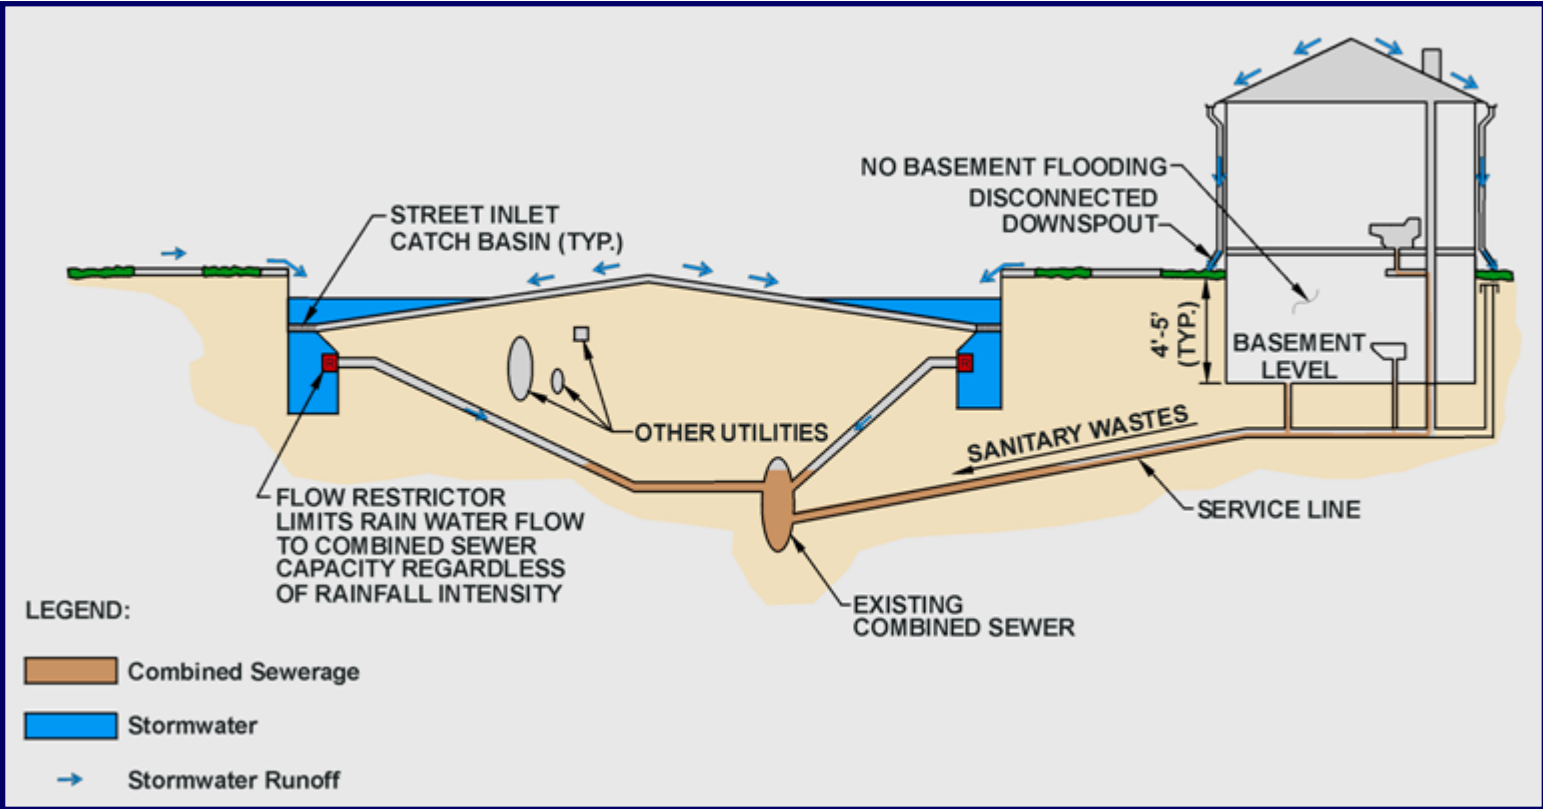 NO BASEMENT FLOODING
DISCONNECTED
DOWNSPOUT
STREET INLET
CATCH BASIN (TYP.)
4'-5'
(TYP.)
BASEMENT
LEVEL
OTHER UTILITIES
SANITARY WASTES
SERVICE LINE
FLOW RESTRICTOR
LIMITS RAIN WATER FLOW
TO COMBINED SEWER
CAPACITY REGARDLESS
OF RAINFALL INTENSITY
EXISTING
COMBINED SEWER
LEGEND:
Combined Sewerage
Stormwater
Stormwater Runoff